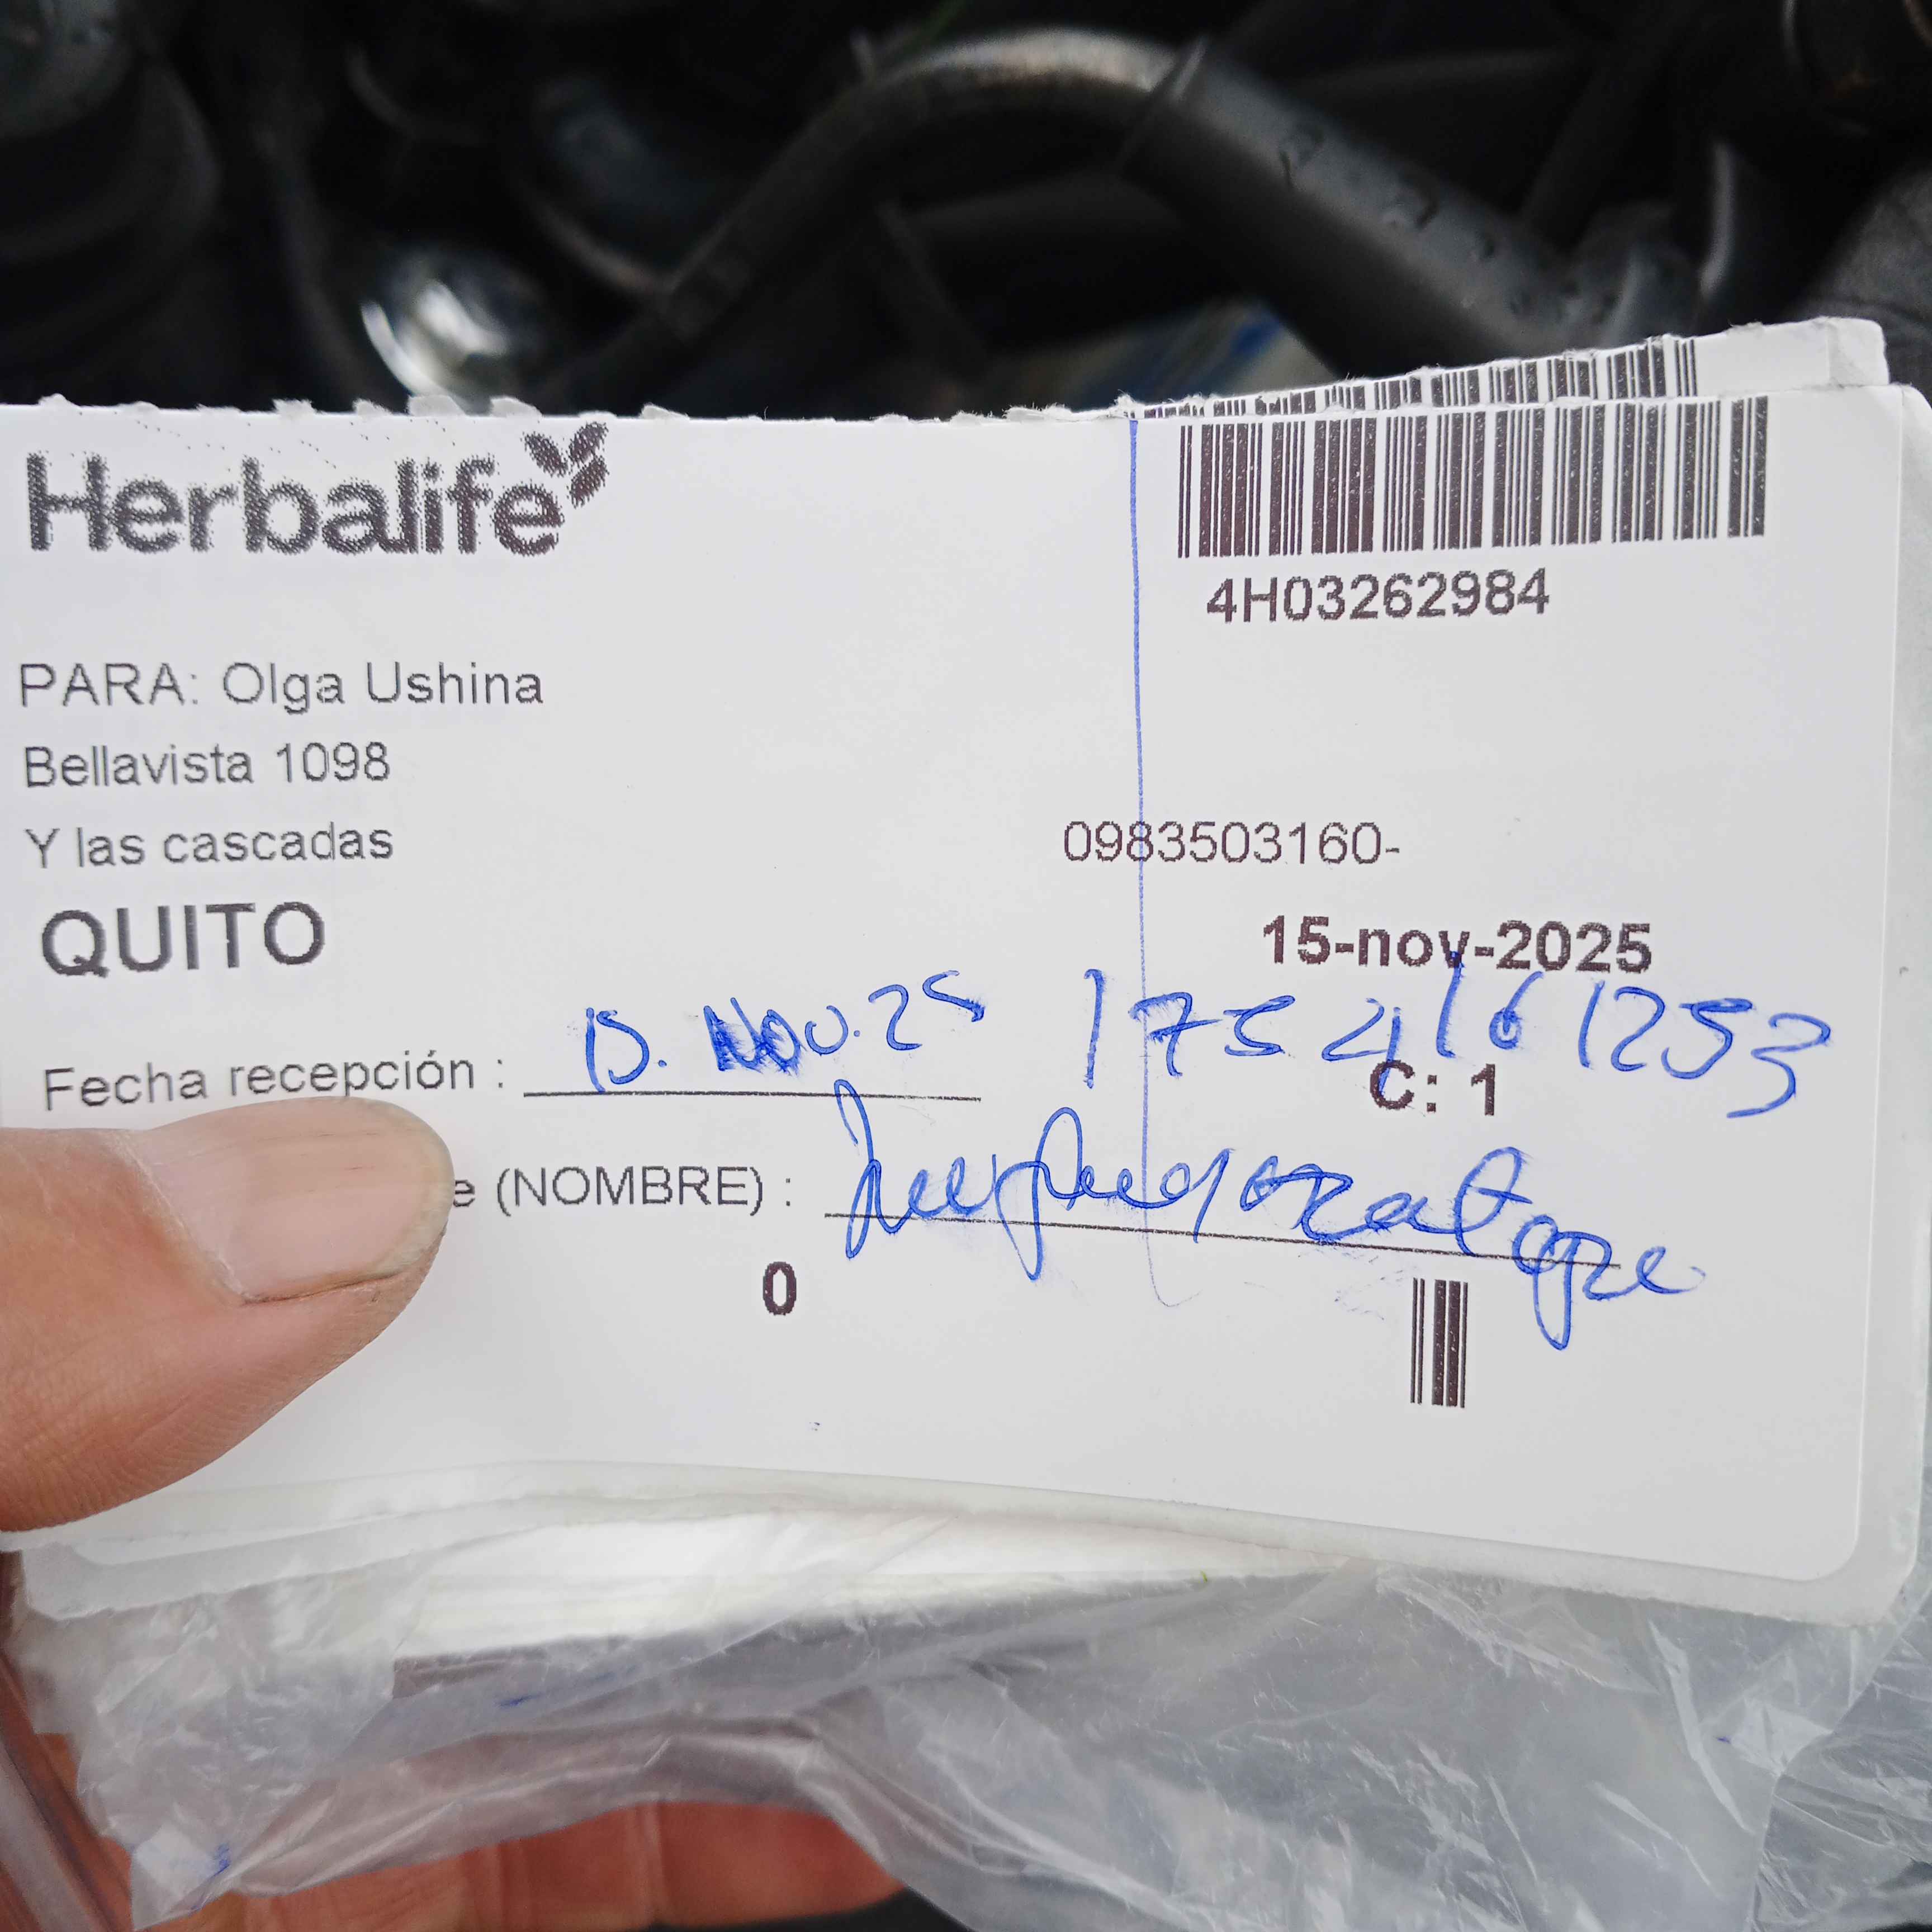 Herbalife
4H03262984
PARA: Olga Ushina
Bellavista 1098
Y las cascadas
0983503160-
QUITO
15-nov-2025
Fecha recepción : 15. Nov. 25 1754161253
C: 1
e (NOMBRE) :
0